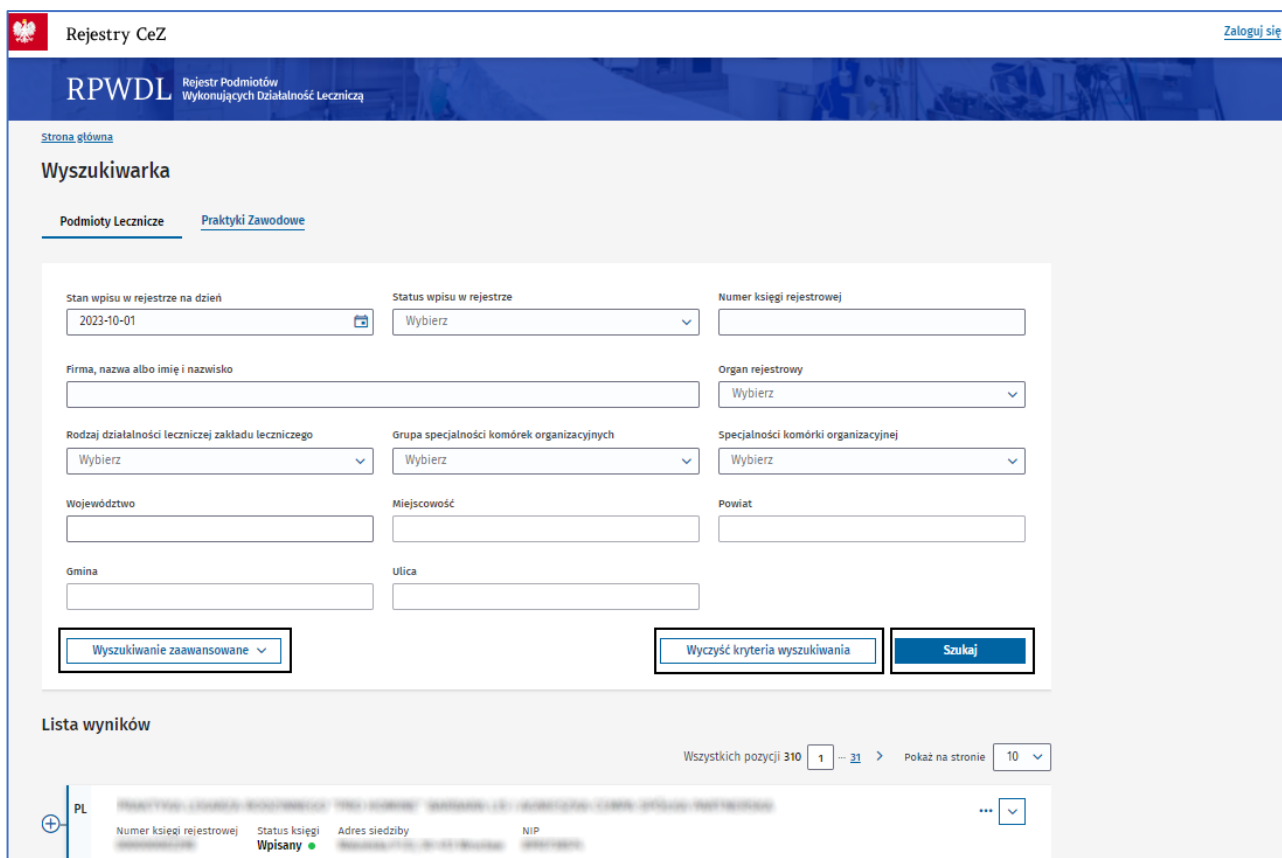 Rejestry CeZ
Zaloguj się
RPWDL Rejestr Podmiotów
Wykonujących Działalność Leczniczą
Strona główna
Wyszukiwarka
Podmioty Lecznicze Praktyki Zawodowe
Stan wpisu w rejestrze na dzień Status wpisu w rejestrze Numer księgi rejestrowej
2023-10-01 Wybierz
Firma, nazwa albo imię i nazwisko Organ rejestrowy
Wybierz
Rodzaj działalności leczniczej zakładu leczniczego Grupa specjalności komórek organizacyjnych Specjalności komórki organizacyjnej
Wybierz Wybierz Wybierz
Województwo Miejscowość Powiat
Gmina Ulica
Wyszukiwanie zaawansowane Wyczyść kryteria wyszukiwania Szukaj
Lista wyników
Wszystkich pozycji 310 1 ... 31 > Pokaż na stronie 10
PL
Numer księgi rejestrowej Status księgi Adres siedziby NIP
Wpisany